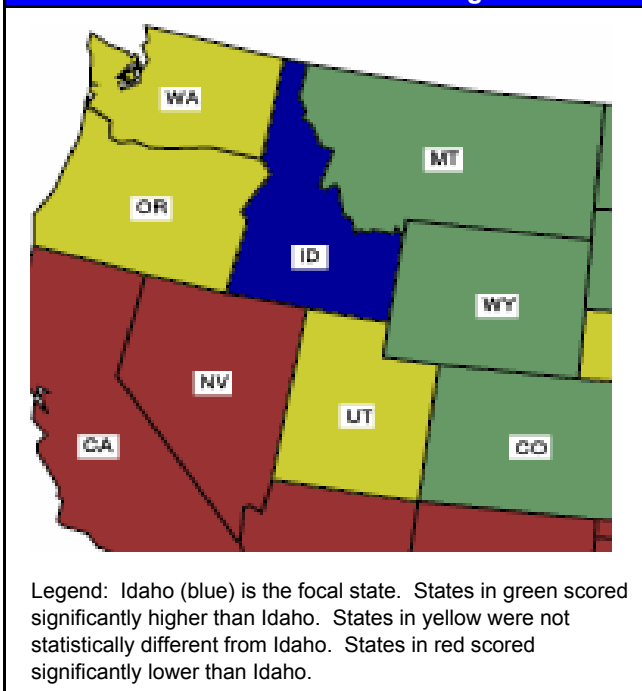 WA
MT
OR
ID
WY
NV
UT
CA
CO
Legend: Idaho (blue) is the focal state. States in green scored
significantly higher than Idaho. States in yellow were not
statistically different from Idaho. States in red scored
significantly lower than Idaho.